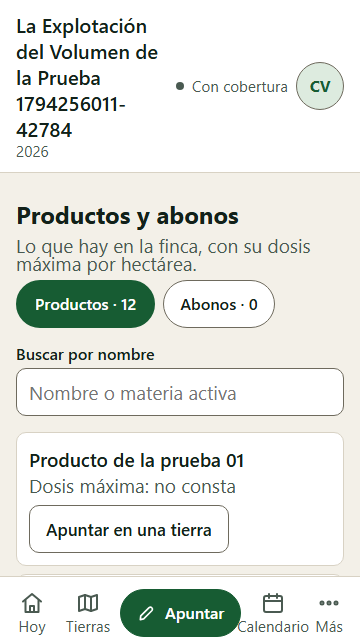 La Explotación
del Volumen de
la Prueba
1794256011-
42784
2026
Con cobertura
CV
Productos y abonos
Lo que hay en la finca, con su dosis
máxima por hectárea.
Productos · 12
Abonos · 0
Buscar por nombre
Nombre o materia activa
Producto de la prueba 01
Dosis máxima: no consta
Apuntar en una tierra
Hoy
Tierras
Apuntar
Calendario
Más